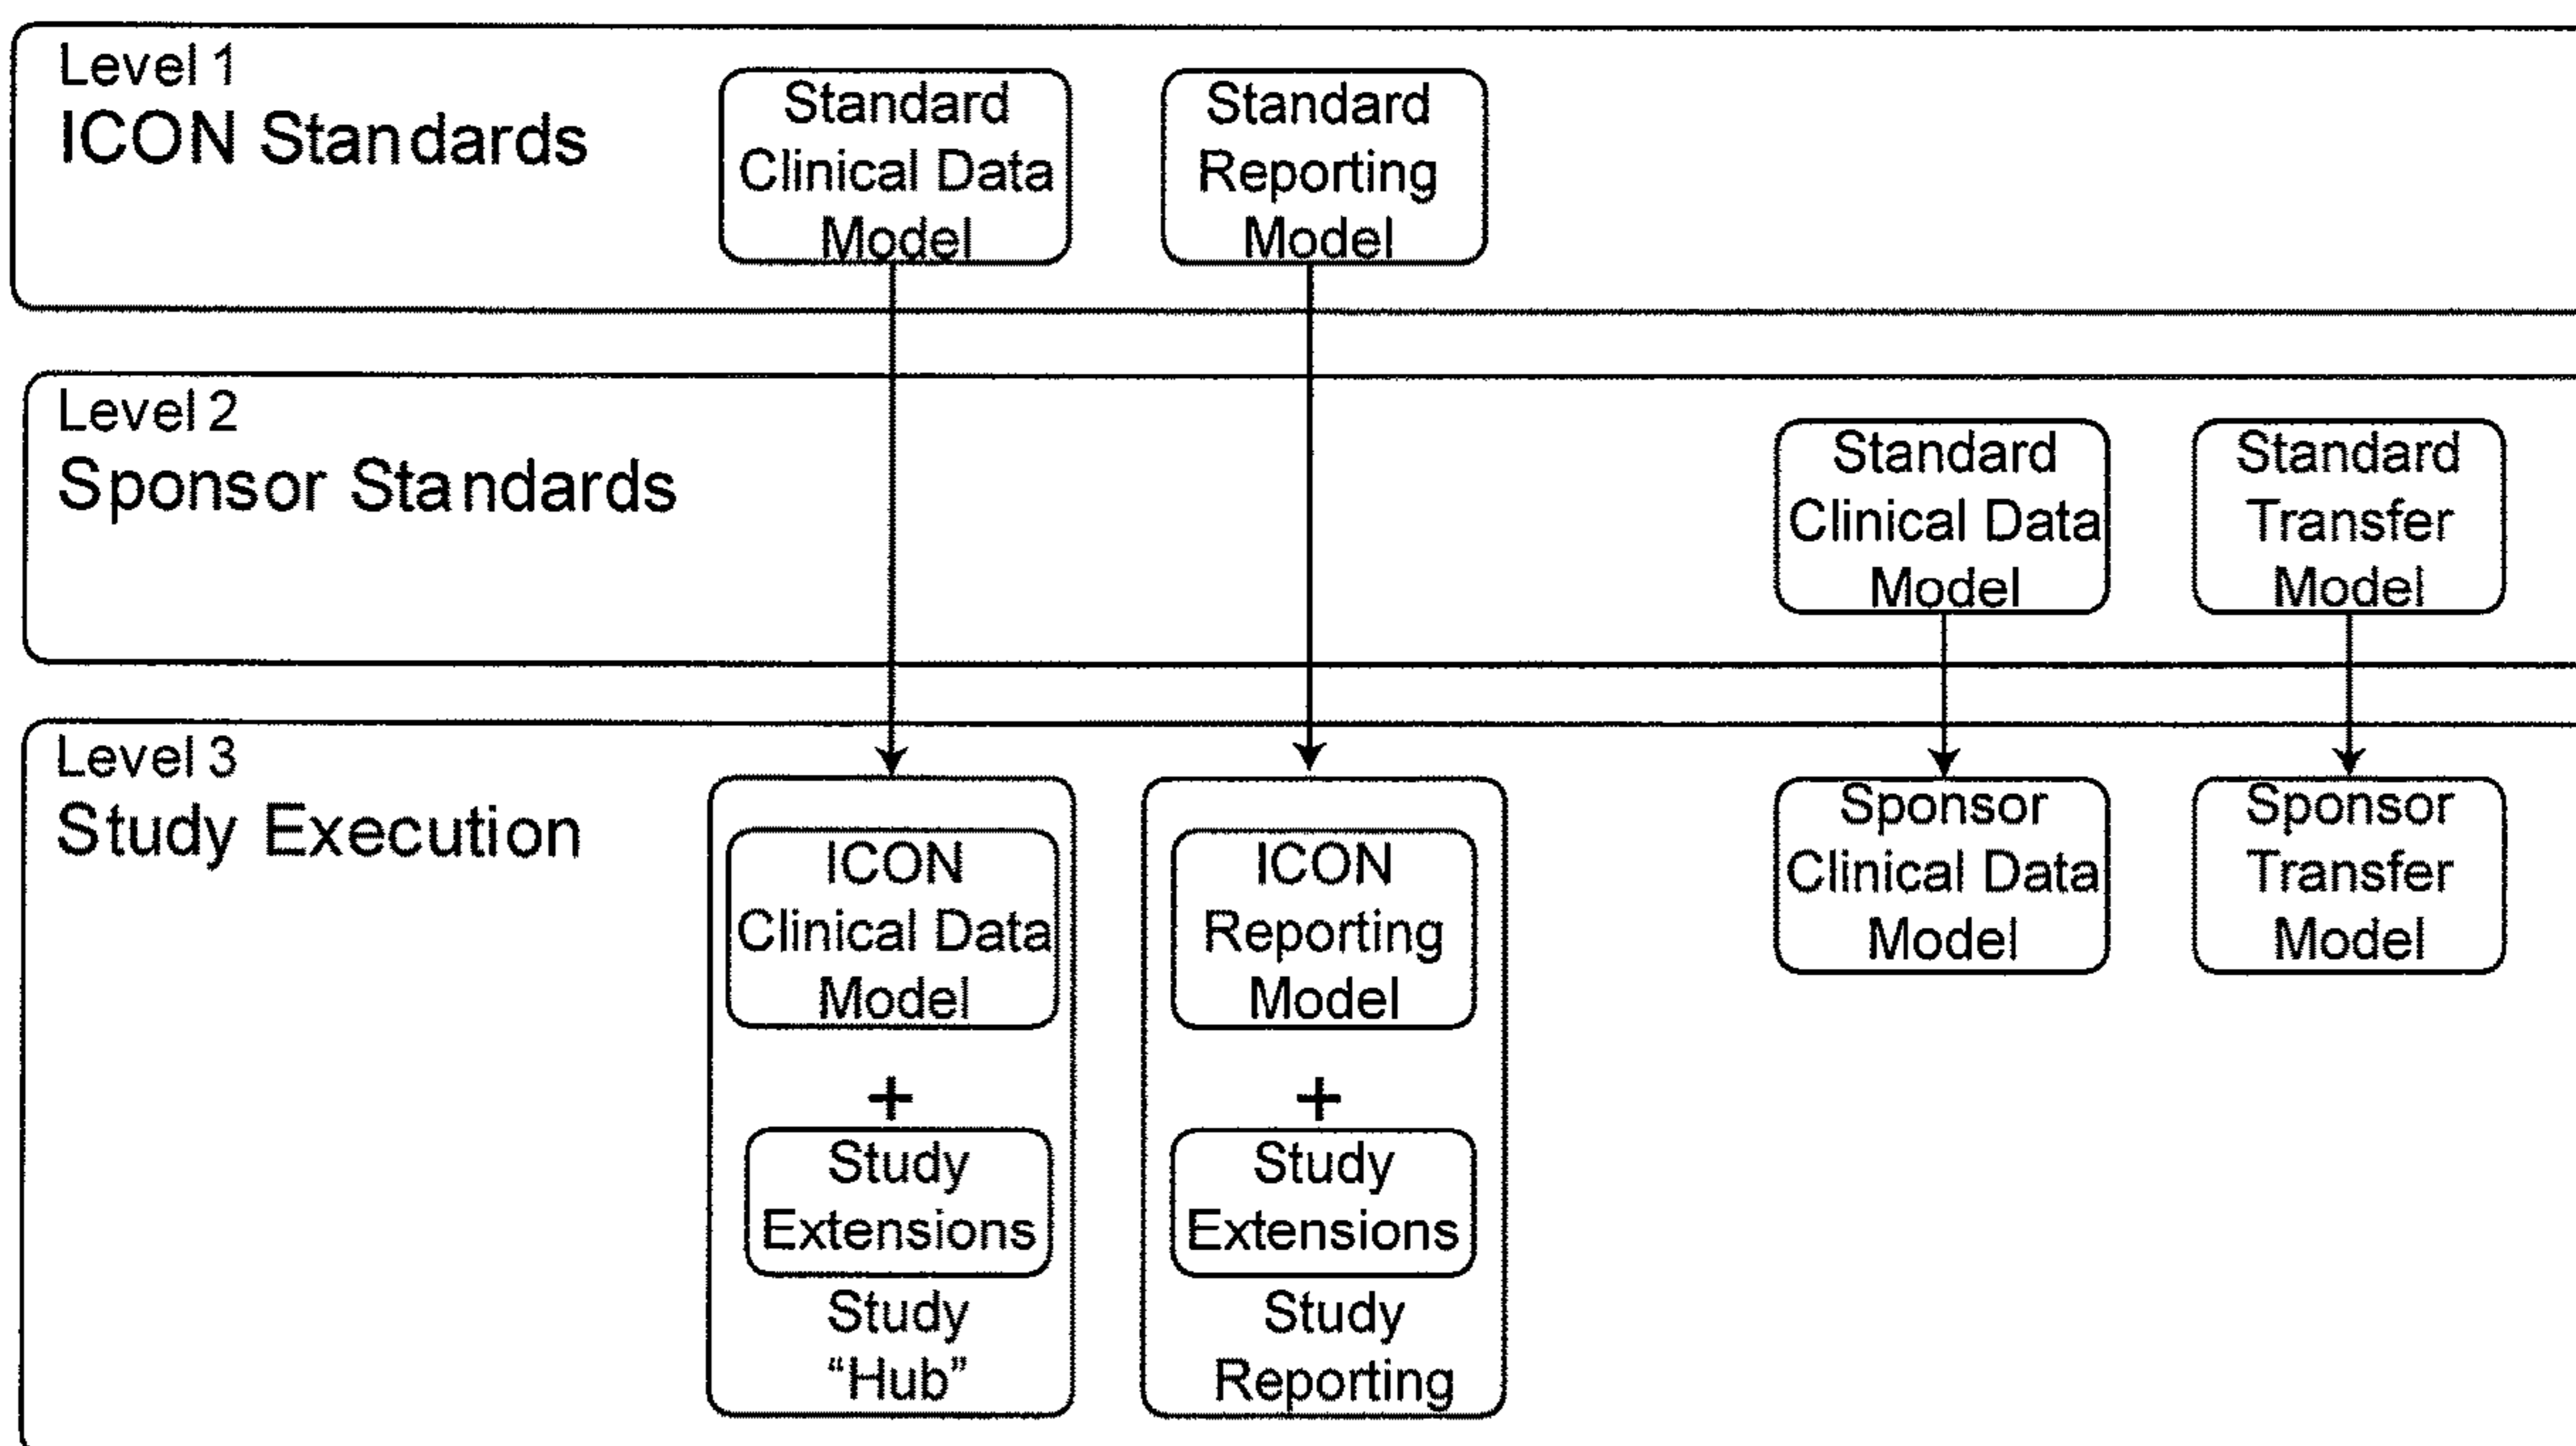 Level 1
ICON Standards
Standard
Clinical Data
Model
Standard
Reporting
Model
Level 2
Sponsor Standards
Standard
Clinical Data
Model
Standard
Transfer
Model
Level 3
Study Execution
ICON
Clinical Data
Model
+
Study
Extensions
Study
“Hub”
ICON
Reporting
Model
+
Study
Extensions
Study
Reporting
Sponsor
Clinical Data
Model
Sponsor
Transfer
Model